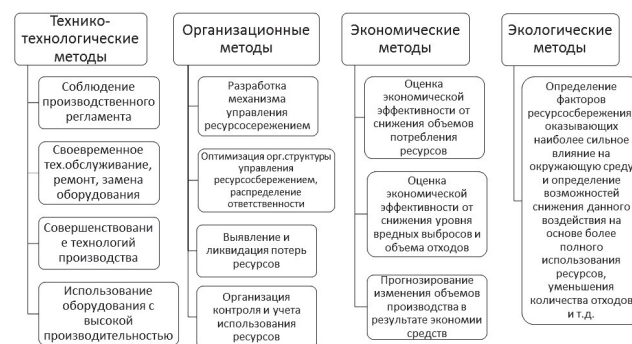 Технико-
технологические
методы
Соблюдение
производственного
регламента
Своевременное
тех.обслуживание,
ремонт, замена
оборудования
Совершенствовани
е технологий
производства
Использование
оборудования с
высокой
производительностью
Организационные
методы
Разработка
механизма
управления
ресурсосережением
Оптимизация орг.структуры
управления
ресурсосбережением,
распределение
ответственности
Выявление и
ликвидация потерь
ресурсов
Организация
контроля и учета
использования
ресурсов
Экономические
методы
Оценка
экономической
эффективности от
снижения объемов
потребления
ресурсов
Оценка
экономической
эффективности от
снижения уровня
вредных выбросов и
объема отходов
Прогнозирование
изменения объемов
производства в
результате экономии
средств
Экологические
методы
Определение
факторов
ресурсосбережения,
оказывающих
наиболее сильное
влияние на
окружающую среду
и определение
возможностей
снижения данного
воздействия на
основе более
полного
использования
ресурсов,
уменьшения
количества отходов
и т.д.